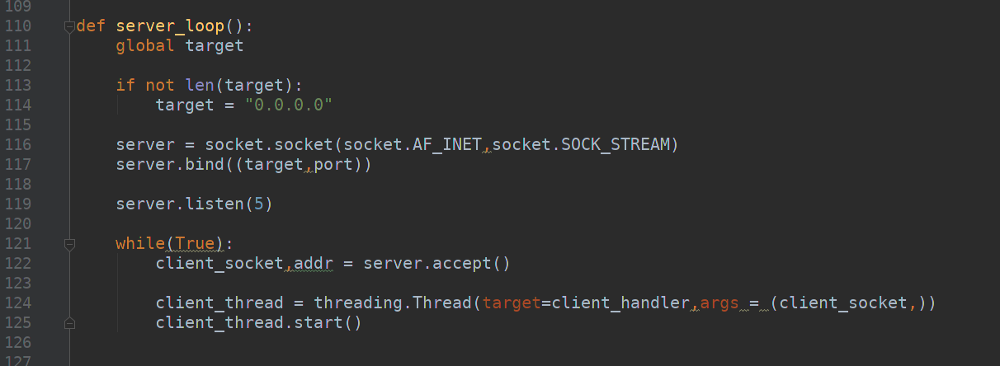 109
110 def server_loop():
111     global target
112
113     if not len(target):
114         target = "0.0.0.0"
115
116     server = socket.socket(socket.AF_INET,socket.SOCK_STREAM)
117     server.bind((target,port))
118
119     server.listen(5)
120
121     while(True):
122         client_socket,addr = server.accept()
123
124         client_thread = threading.Thread(target=client_handler,args = (client_socket,))
125         client_thread.start()
126
127